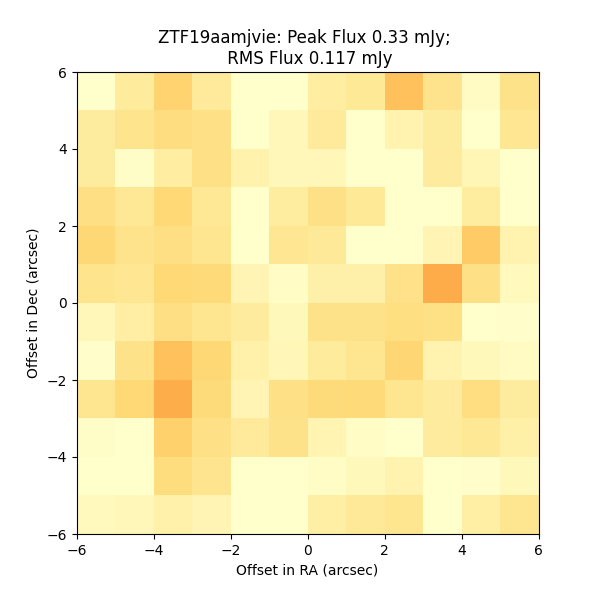 ZTF19aamjvie: Peak Flux 0.33 mJy;
RMS Flux 0.117 mJy
6
4
2
0
−2
−4
−6
Offset in Dec (arcsec)
−6 −4 −2 0 2 4 6
Offset in RA (arcsec)